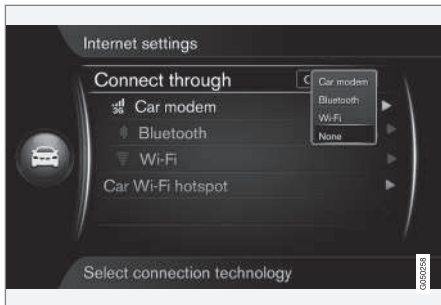 Internet settings
Connect through
Car modem
Bluetooth
Wi-Fi
None
3G Car modem
Bluetooth
Wi-Fi
Car Wi-Fi hotspot
Select connection technology
G050258